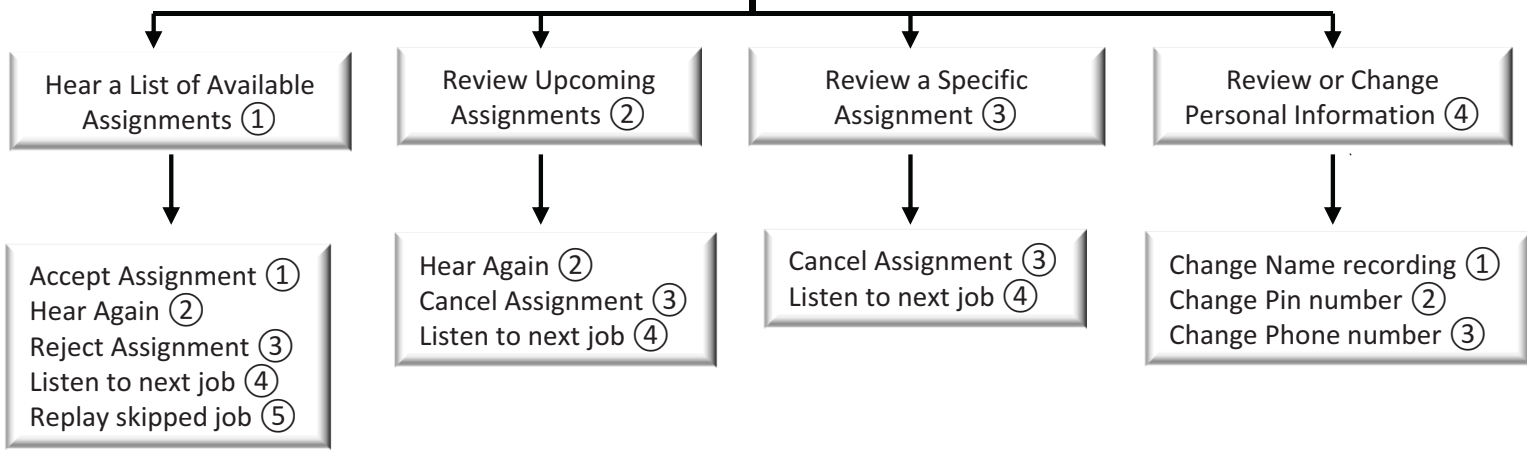 Hear a List of Available
Assignments ①
Review Upcoming
Assignments ②
Review a Specific
Assignment ③
Review or Change
Personal Information ④
Accept Assignment ①
Hear Again ②
Reject Assignment ③
Listen to next job ④
Replay skipped job ⑤
Hear Again ②
Cancel Assignment ③
Listen to next job ④
Cancel Assignment ③
Listen to next job ④
Change Name recording ①
Change Pin number ②
Change Phone number ③